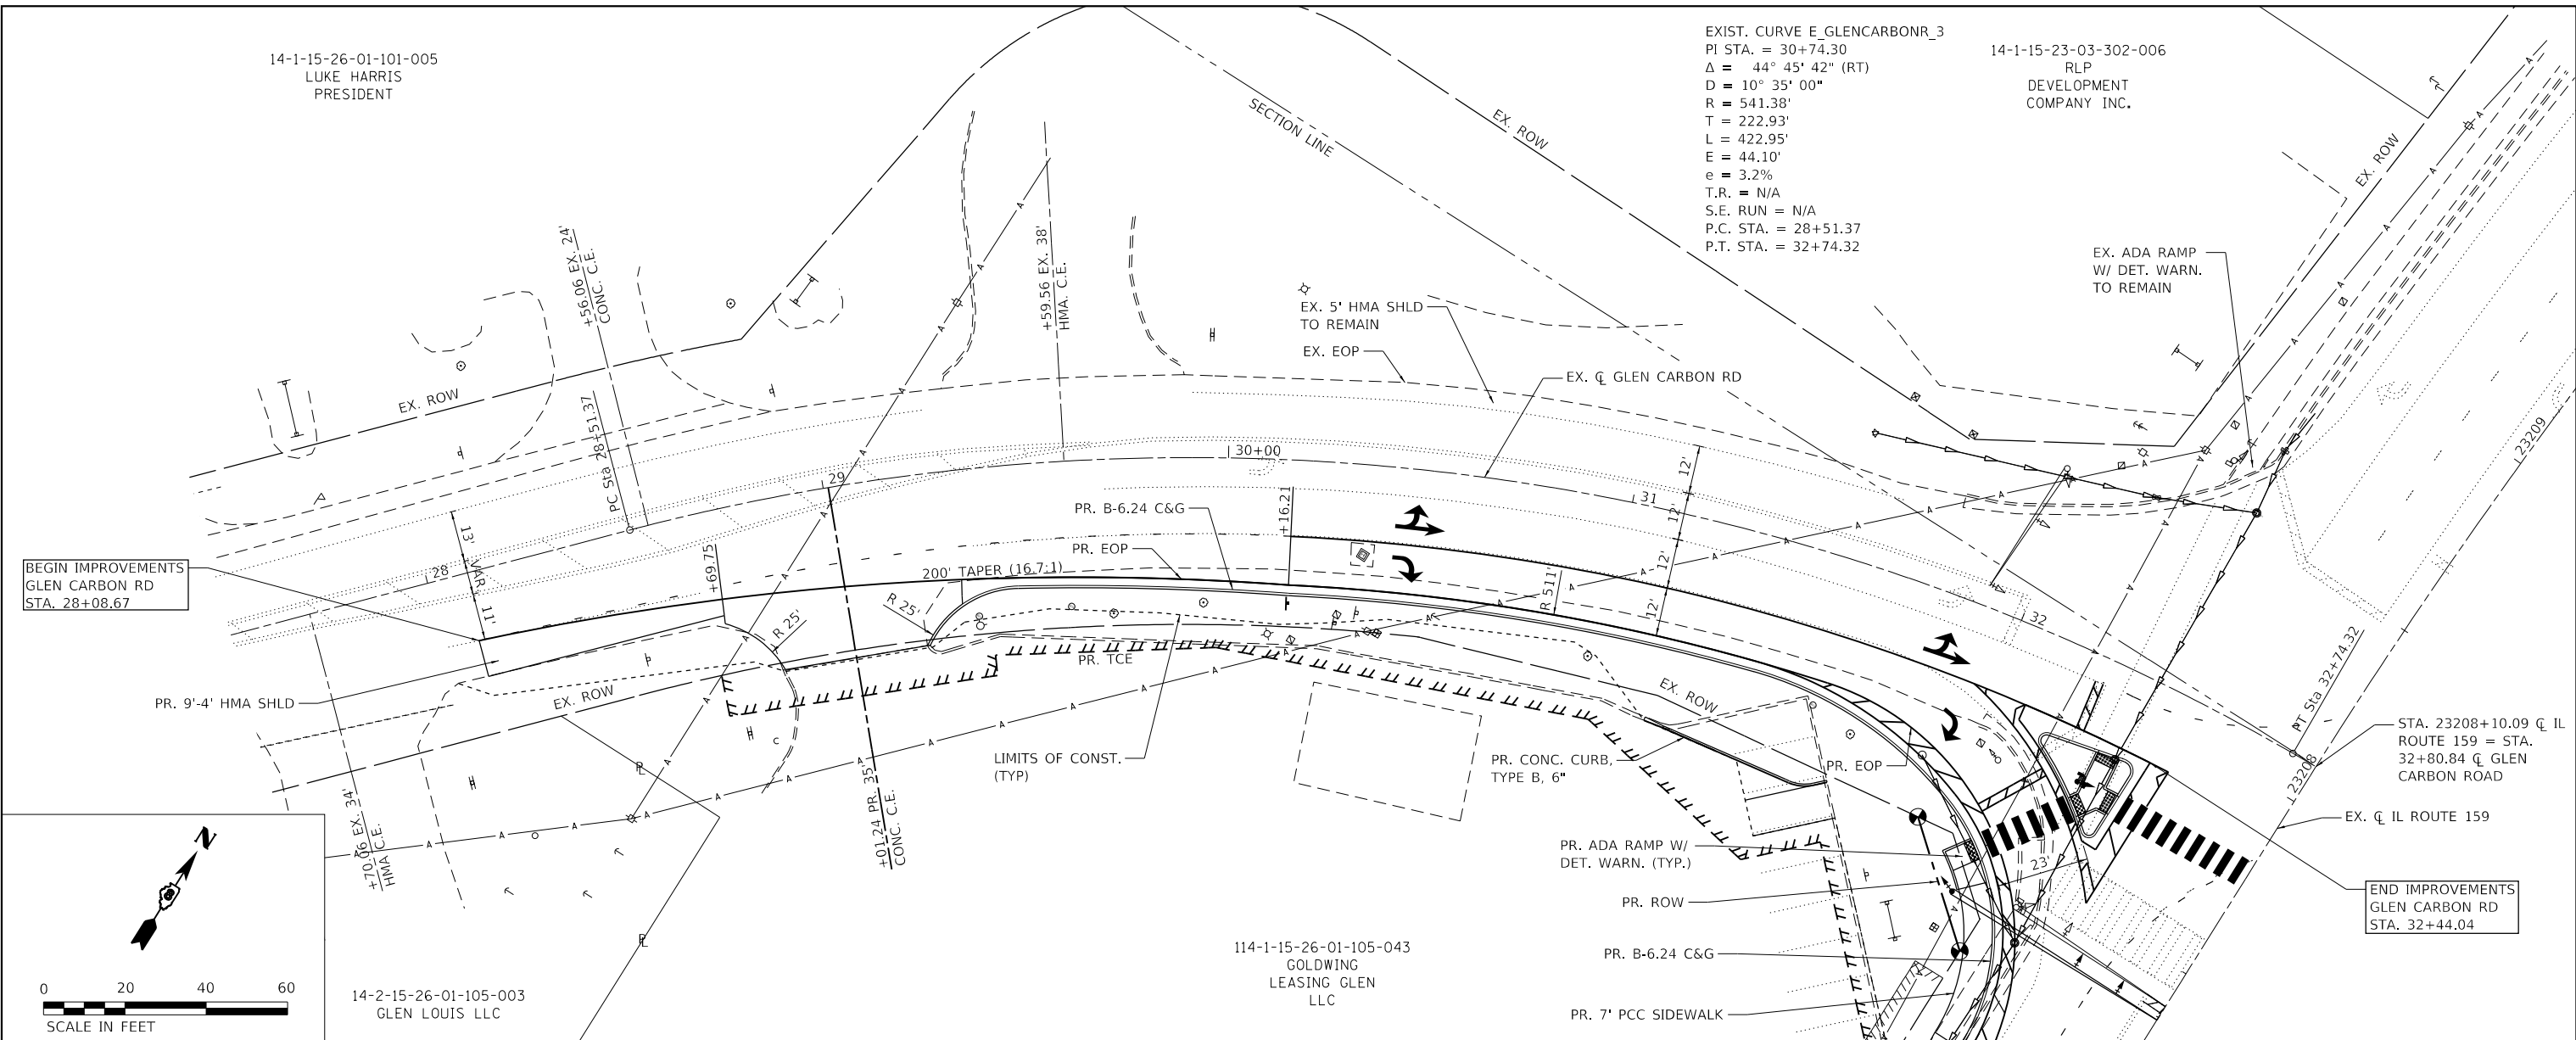 14-1-15-26-01-101-005
LUKE HARRIS
PRESIDENT
EXIST. CURVE E_GLENCARBONR_3
PI STA. = 30+74.30
Δ = 44° 45' 42" (RT)
D = 10° 35' 00"
R = 541.38'
T = 222.93'
L = 422.95'
E = 44.10'
e = 3.2%
T.R. = N/A
S.E. RUN = N/A
P.C. STA. = 28+51.37
P.T. STA. = 32+74.32
14-1-15-23-03-302-006
RLP
DEVELOPMENT
COMPANY INC.
SECTION LINE
EX. ROW
EX. ROW
EX. ADA RAMP
W/ DET. WARN.
TO REMAIN
+56.06 EX. 24'
CONC. C.E.
+59.56 EX. 38'
HMA. C.E.
EX. 5' HMA SHLD
TO REMAIN
EX. EOP
EX. ℄ GLEN CARBON RD
EX. ROW
PC Sta 28+51.37
29
30+00
31
32
28
12'
12'
12'
12'
23209
+16.21
PR. B-6.24 C&G
PR. EOP
200' TAPER (16.7:1)
13'
VAR.
11'
+69.75
R 25'
R 25'
R 511'
BEGIN IMPROVEMENTS
GLEN CARBON RD
STA. 28+08.67
PR. 9'-4' HMA SHLD
EX. ROW
PR. TCE
LIMITS OF CONST.
(TYP)
EX. ROW
PR. CONC. CURB,
TYPE B, 6"
PR. EOP
PT Sta 32+74.32
23208
STA. 23208+10.09 ℄ IL
ROUTE 159 = STA.
32+80.84 ℄ GLEN
CARBON ROAD
EX. ℄ IL ROUTE 159
+70.06 EX. 34'
HMA C.E.
+01.24 PR. 35'
CONC. C.E.
C
PL
PL
PR. ADA RAMP W/
DET. WARN. (TYP.)
23'
PR. ROW
PR. B-6.24 C&G
PR. 7' PCC SIDEWALK
END IMPROVEMENTS
GLEN CARBON RD
STA. 32+44.04
114-1-15-26-01-105-043
GOLDWING
LEASING GLEN
LLC
14-2-15-26-01-105-003
GLEN LOUIS LLC
N
0 20 40 60
SCALE IN FEET